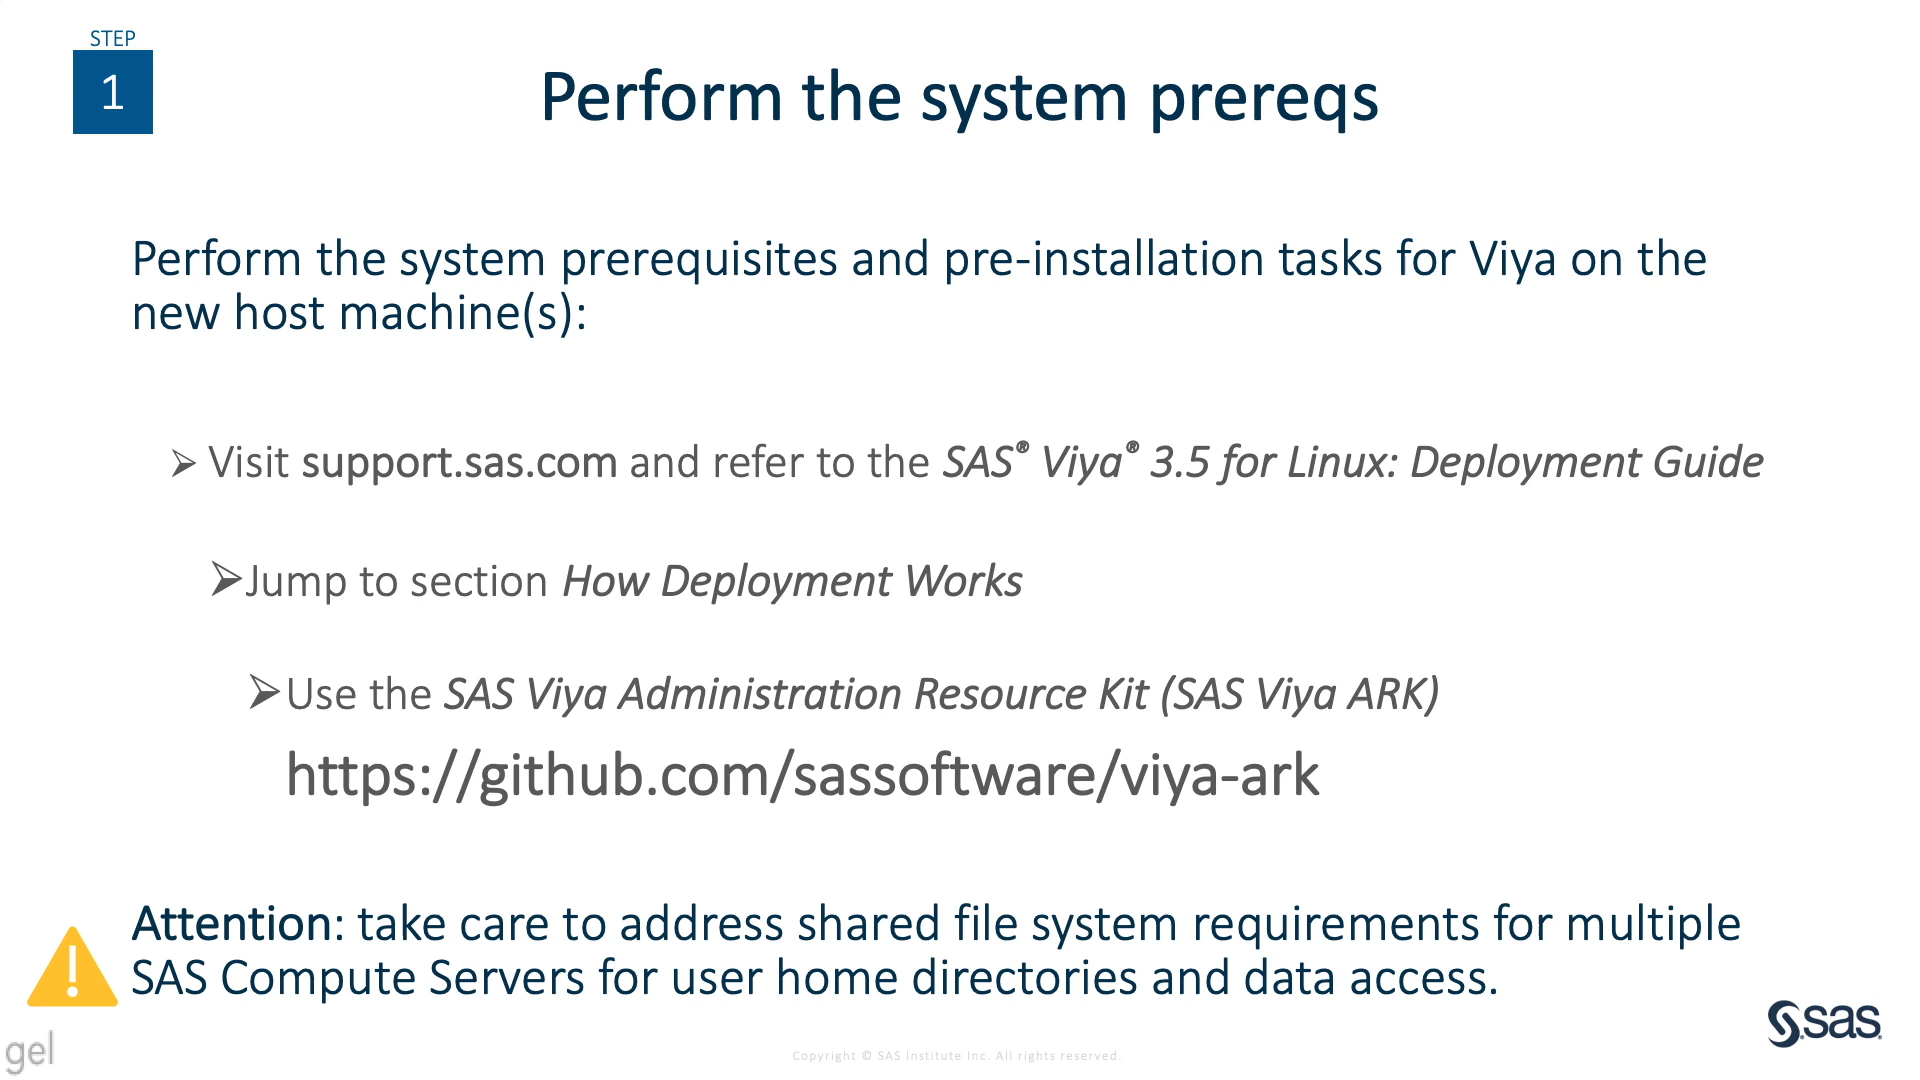 STEP
1
Perform the system prereqs
Perform the system prerequisites and pre-installation tasks for Viya on the
new host machine(s):
➢ Visit support.sas.com and refer to the SAS® Viya® 3.5 for Linux: Deployment Guide
➢Jump to section How Deployment Works
➢Use the SAS Viya Administration Resource Kit (SAS Viya ARK)
https://github.com/sassoftware/viya-ark
Attention: take care to address shared file system requirements for multiple
SAS Compute Servers for user home directories and data access.
sas
gel
Copyright © SAS Institute Inc. All rights reserved.